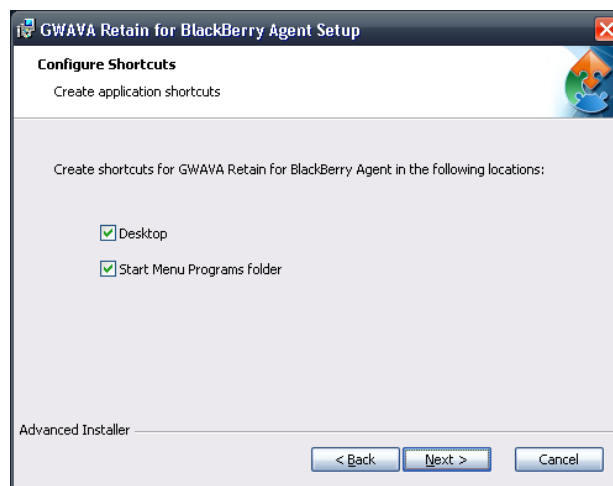 GWAVA Retain for BlackBerry Agent Setup
Configure Shortcuts
Create application shortcuts
Create shortcuts for GWAVA Retain for BlackBerry Agent in the following locations:
Desktop
Start Menu Programs folder
Advanced Installer
< Back Next > Cancel